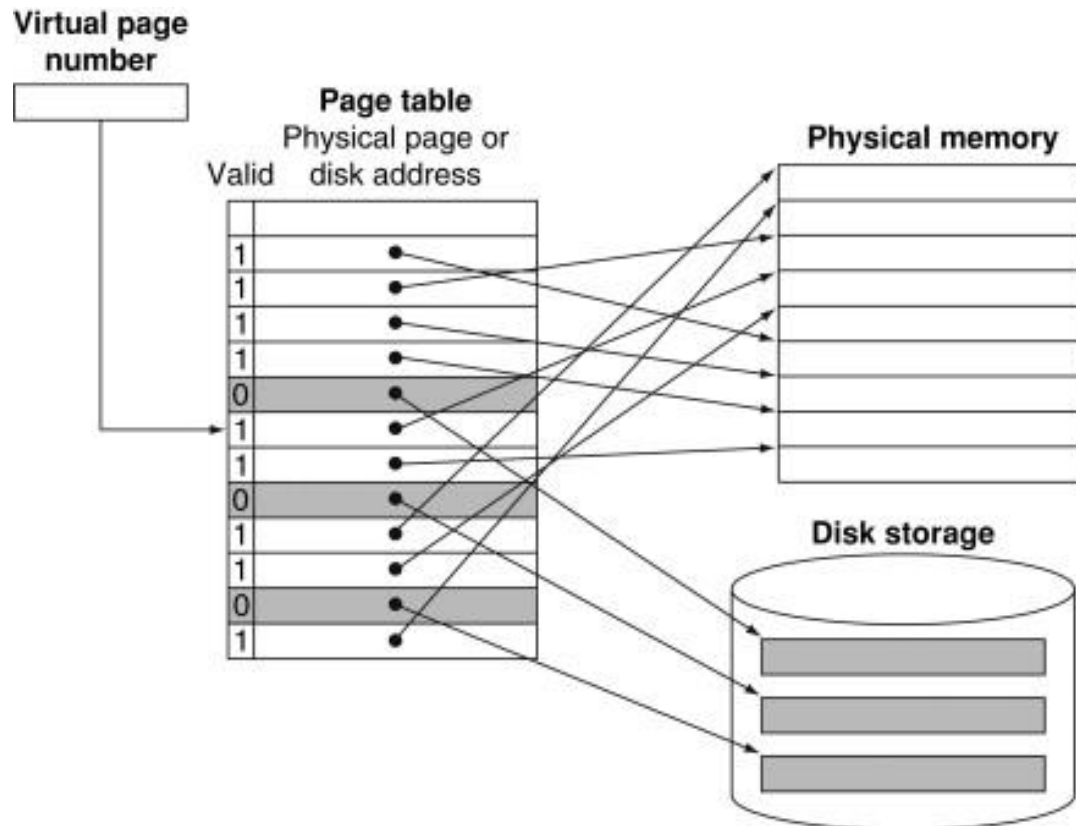 Virtual page
number
Page table
Physical page or
Valid disk address
Physical memory
1
1
1
1
0
1
1
0
1
1
0
1
Disk storage